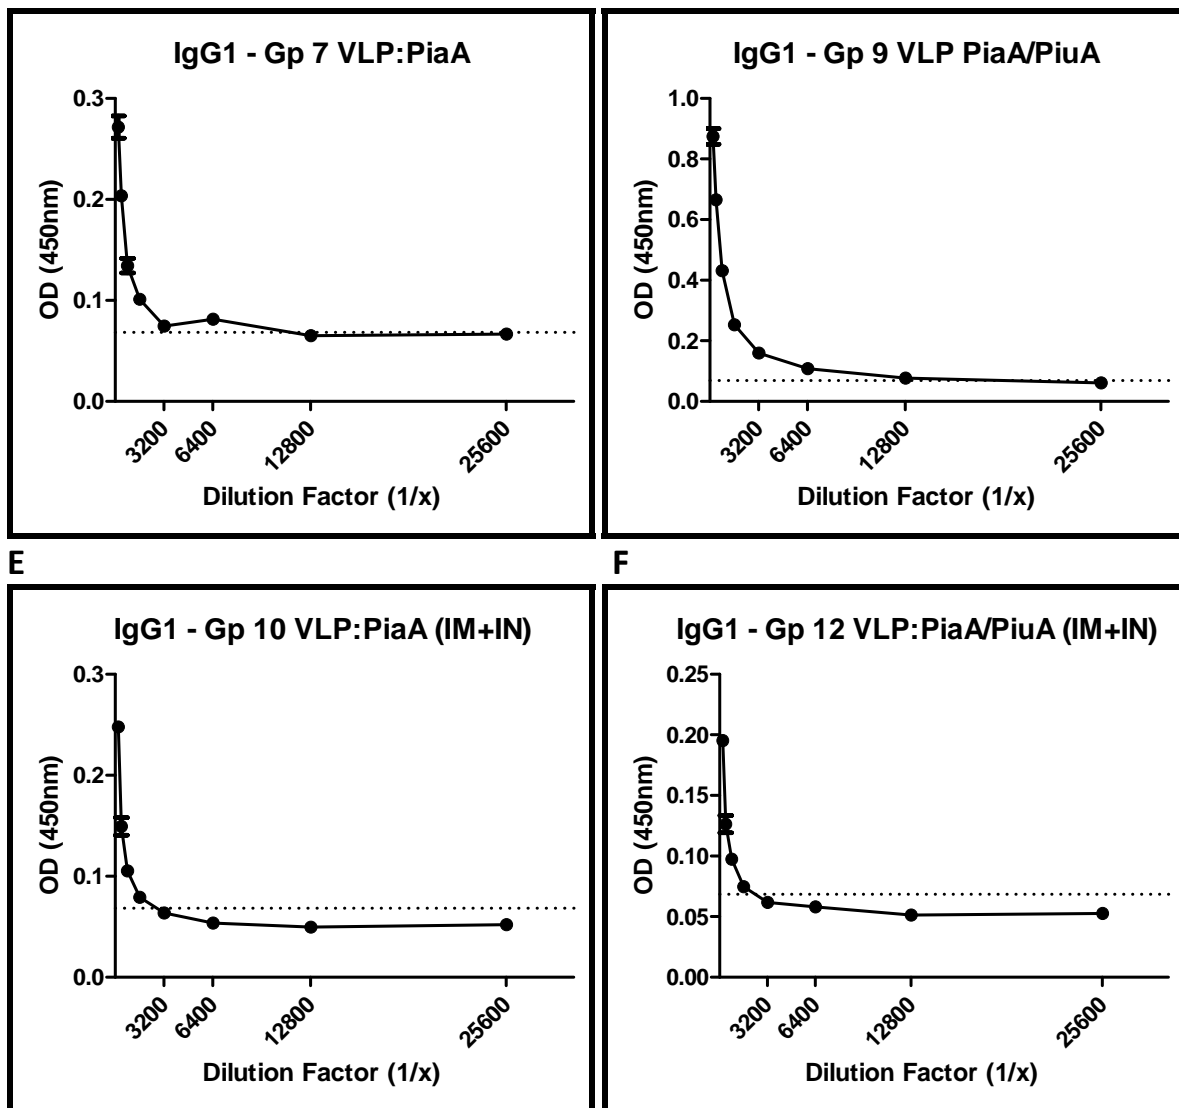 IgG1 - Gp 7 VLP:PiaA
0.3
0.2
0.1
0.0
OD (450nm)
3200
6400
12800
25600
Dilution Factor (1/x)
IgG1 - Gp 9 VLP PiaA/PiuA
1.0
0.8
0.6
0.4
0.2
0.0
OD (450nm)
3200
6400
12800
25600
Dilution Factor (1/x)
E
IgG1 - Gp 10 VLP:PiaA (IM+IN)
0.3
0.2
0.1
0.0
OD (450nm)
3200
6400
12800
25600
Dilution Factor (1/x)
F
IgG1 - Gp 12 VLP:PiaA/PiuA (IM+IN)
0.25
0.20
0.15
0.10
0.05
0.00
OD (450nm)
3200
6400
12800
25600
Dilution Factor (1/x)